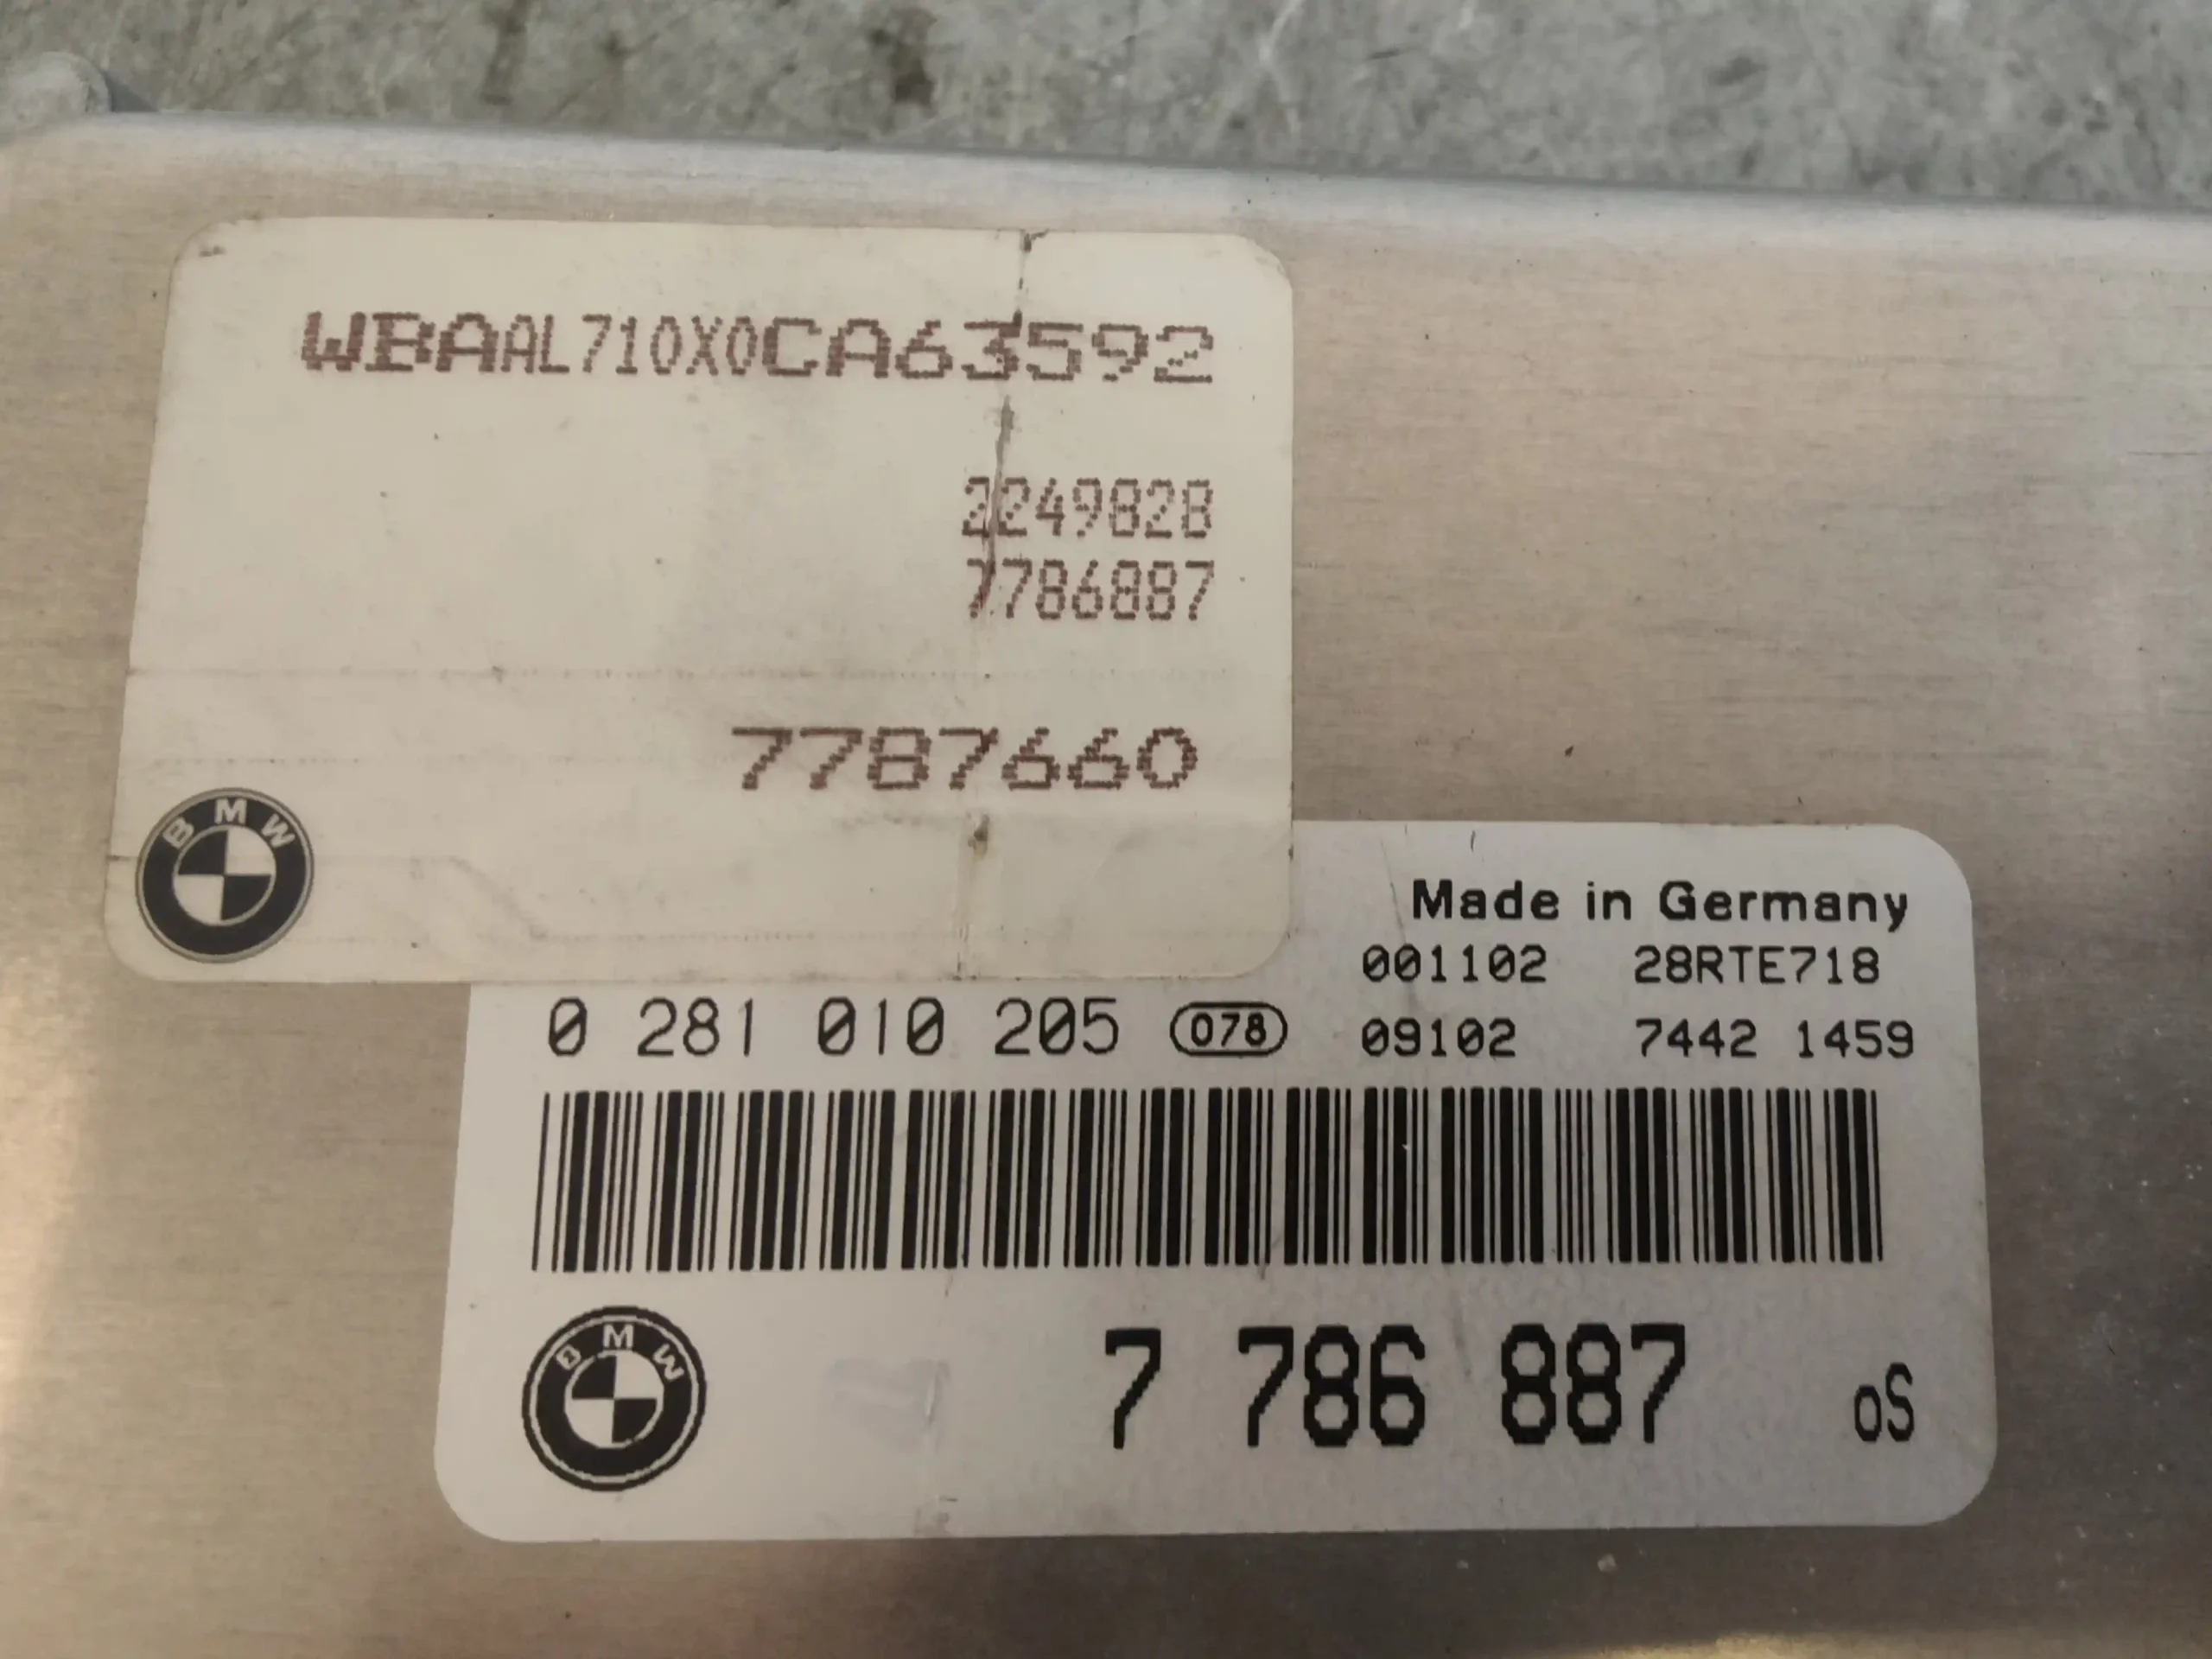 WBAAL710X0CA63592
2249828
7786887
7787660
BMW
Made in Germany
001102 28RTE718
0 281 010 205 078 09102 7442 1459
BMW
7 786 887 oS